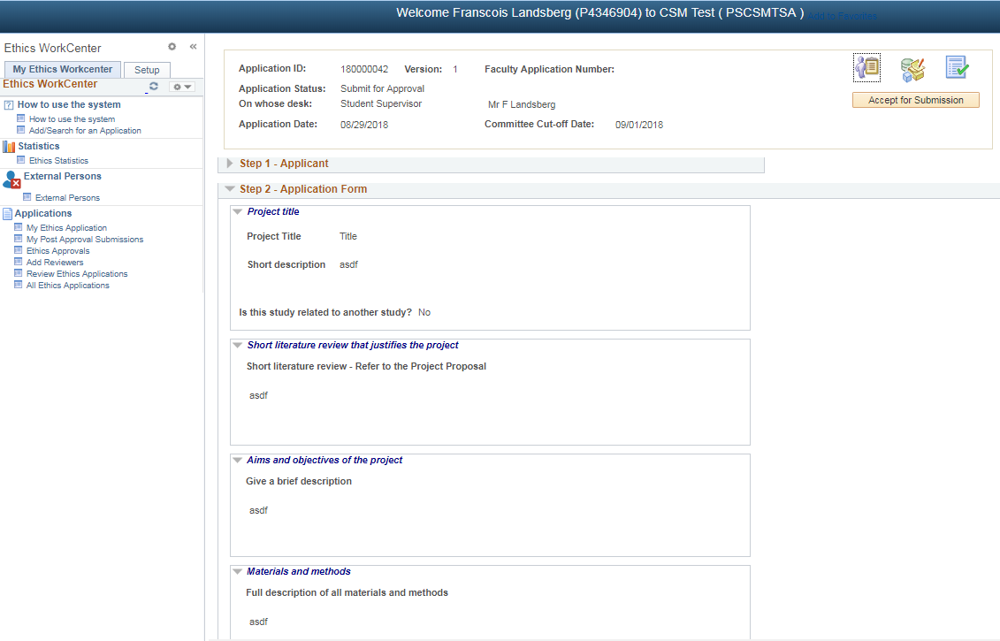 Welcome Franscois Landsberg (P4346904) to CSM Test ( PSCSMTSA ) Add to Favorites
Ethics WorkCenter
My Ethics Workcenter Setup
Ethics WorkCenter
How to use the system
How to use the system
Add/Search for an Application
Statistics
Ethics Statistics
External Persons
External Persons
Applications
My Ethics Application
My Post Approval Submissions
Ethics Approvals
Add Reviewers
Review Ethics Applications
All Ethics Applications
Application ID: 180000042 Version: 1 Faculty Application Number:
Application Status: Submit for Approval
On whose desk: Student Supervisor Mr F Landsberg
Application Date: 08/29/2018 Committee Cut-off Date: 09/01/2018
Accept for Submission
Step 1 - Applicant
Step 2 - Application Form
Project title
Project Title Title
Short description asdf
Is this study related to another study? No
Short literature review that justifies the project
Short literature review - Refer to the Project Proposal
asdf
Aims and objectives of the project
Give a brief description
asdf
Materials and methods
Full description of all materials and methods
asdf